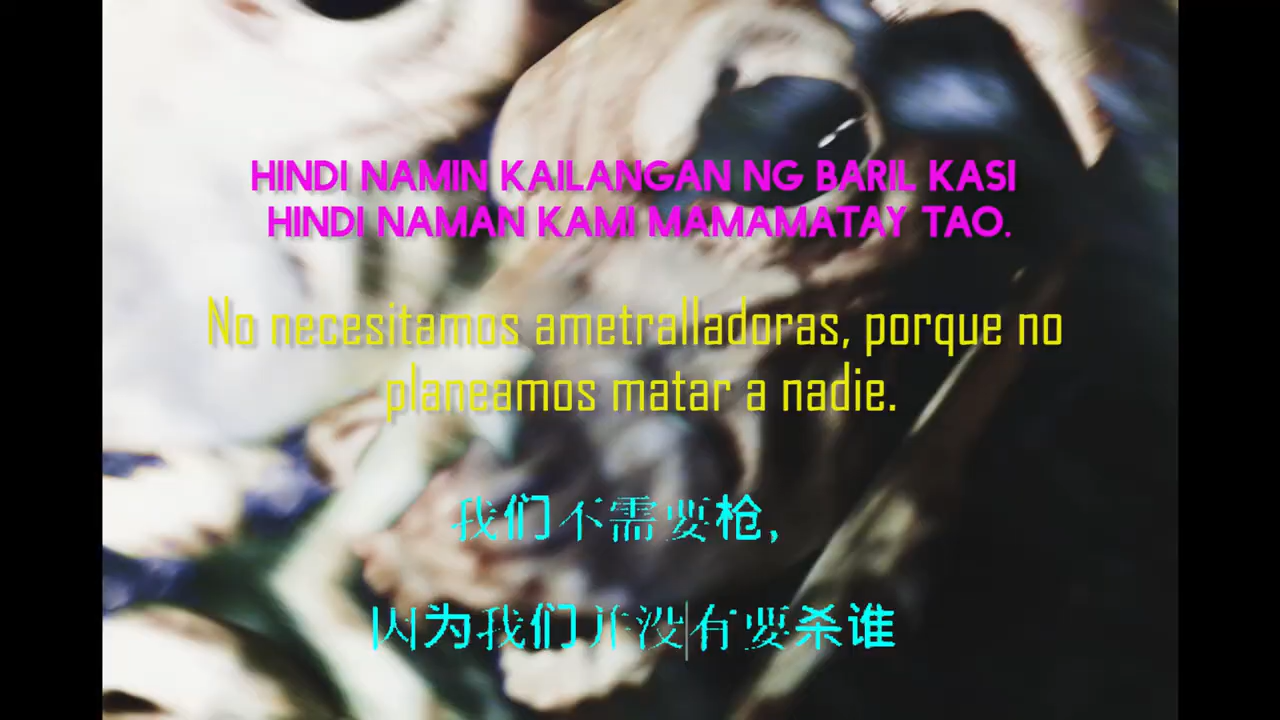 HINDI NAMIN KAILANGAN NG BARIL KASI
HINDI NAMAN KAMI MAMAMATAY TAO.
No necesitamos ametralladoras, porque no
planeamos matar a nadie.
我们不需要枪,
因为我们并没有要杀谁